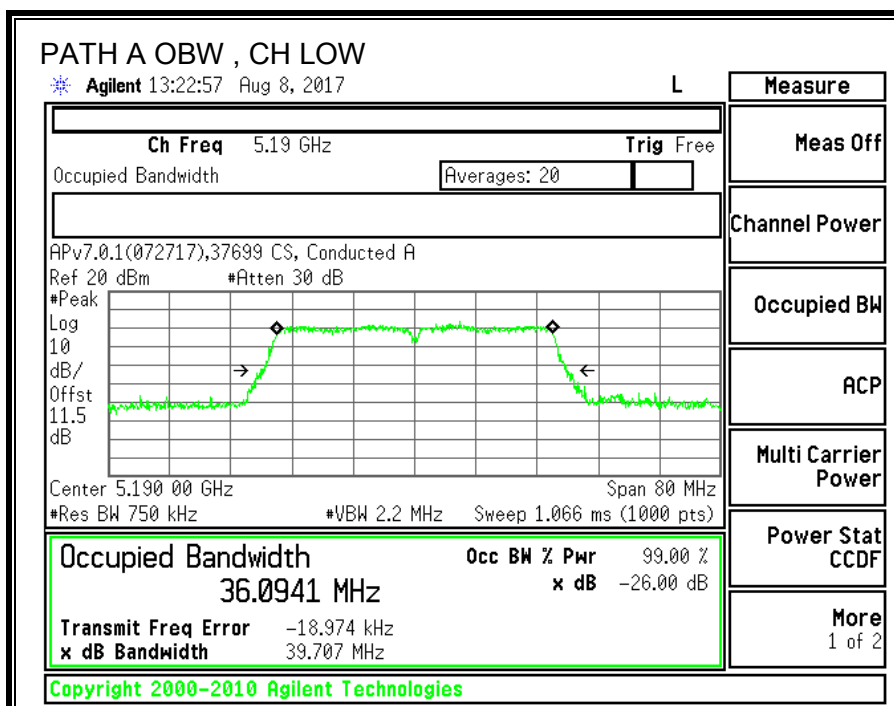 PATH A OBW , CH LOW
Agilent 13:22:57 Aug 8, 2017 L
Measure
Ch Freq 5.19 GHz Trig Free
Meas Off
Occupied Bandwidth Averages: 20
Channel Power
APv7.0.1(072717),37699 CS, Conducted A
Ref 20 dBm #Atten 30 dB
#Peak
Log
10
dB/
Offst
11.5
dB
Occupied BW
ACP
Multi Carrier
Power
Center 5.190 00 GHz Span 80 MHz
#Res BW 750 kHz #VBW 2.2 MHz Sweep 1.066 ms (1000 pts)
Power Stat
CCDF
Occupied Bandwidth Occ BW % Pwr 99.00 %
36.0941 MHz x dB -26.00 dB
Transmit Freq Error -18.974 kHz
x dB Bandwidth 39.707 MHz
More
1 of 2
Copyright 2000-2010 Agilent Technologies